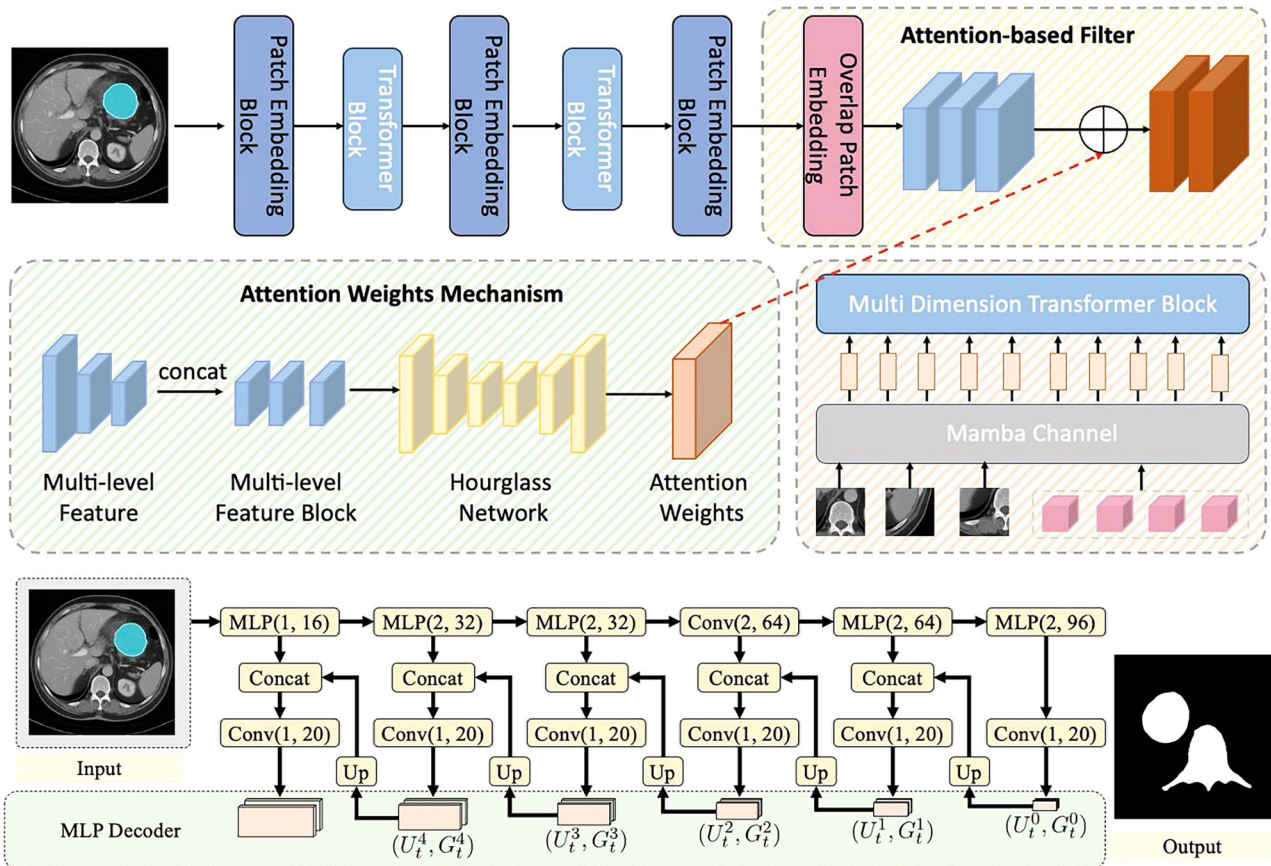 Patch Embedding
Block
Transformer
Block
Patch Embedding
Block
Transformer
Block
Patch Embedding
Block
Attention-based Filter
Overlap Patch
Embedding
Attention Weights Mechanism
concat
Multi-level
Feature
Multi-level
Feature Block
Hourglass
Network
Attention
Weights
Multi Dimension Transformer Block
Mamba Channel
MLP(1, 16)
MLP(2, 32)
MLP(2, 32)
Conv(2, 64)
MLP(2, 64)
MLP(2, 96)
Concat
Concat
Concat
Concat
Concat
Conv(1, 20)
Conv(1, 20)
Conv(1, 20)
Conv(1, 20)
Conv(1, 20)
Conv(1, 20)
Input
Up
Up
Up
Up
Up
MLP Decoder
(U_t^4, G_t^4)
(U_t^3, G_t^3)
(U_t^2, G_t^2)
(U_t^1, G_t^1)
(U_t^0, G_t^0)
Output